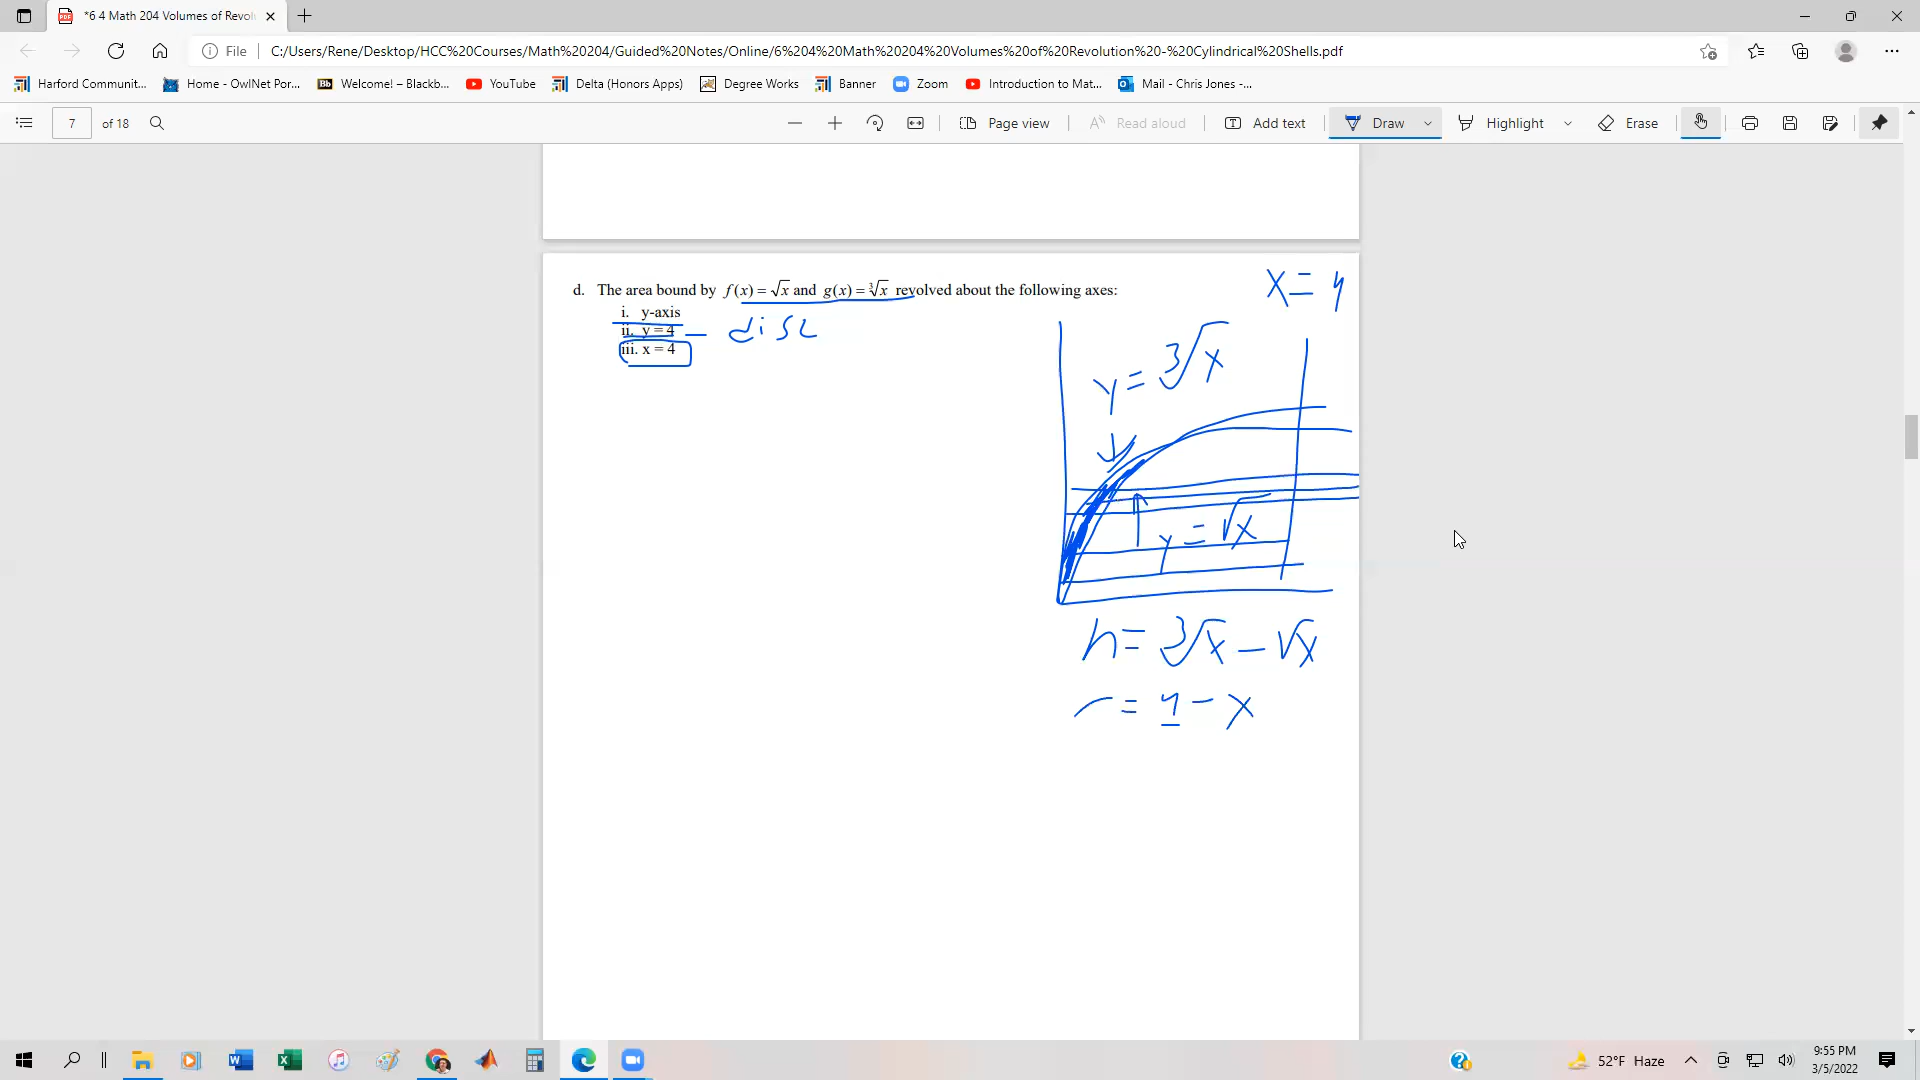 *6 4 Math 204 Volumes of Revol
File C:/Users/Rene/Desktop/HCC%20Courses/Math%20204/Guided%20Notes/Online/6%204%20Math%20204%20Volumes%20of%20Revolution%20-%20Cylindrical%20Shells.pdf
Harford Communit... Home - OwlNet Por... Bb Welcome! – Blackb... YouTube Delta (Honors Apps) Degree Works Banner Zoom Introduction to Mat... Mail - Chris Jones -...
7 of 18 Page view Read aloud Add text Draw Highlight Erase
d. The area bound by f(x) = √x and g(x) = ∛x revolved about the following axes:
i. y-axis
ii. y = 4 — disc
iii. x = 4
x = 4
y = ∛x
y = √x
h = ∛x − √x
r = 4 − x
52°F Haze
9:55 PM
3/5/2022